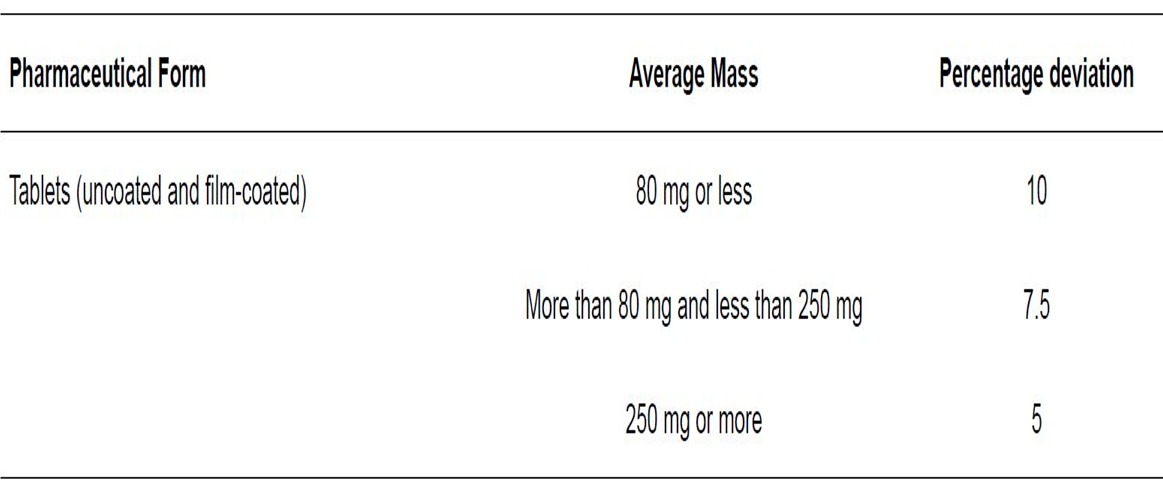 Pharmaceutical Form Average Mass Percentage deviation
Tablets (uncoated and film-coated) 80 mg or less 10
More than 80 mg and less than 250 mg 7.5
250 mg or more 5